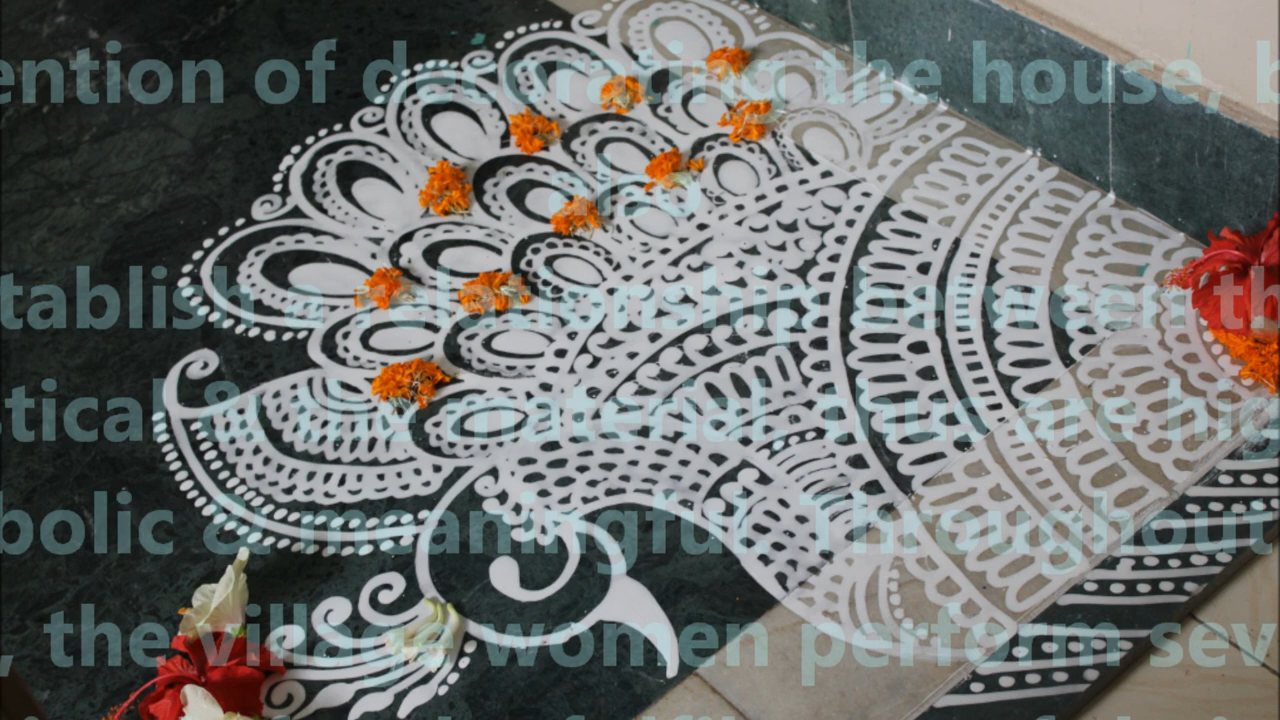 ention of decorating the house, b
also
tablish a relationship between th
stical & the material, thus are hig
bolic & meaningful. Throughout
, the village women perform sev